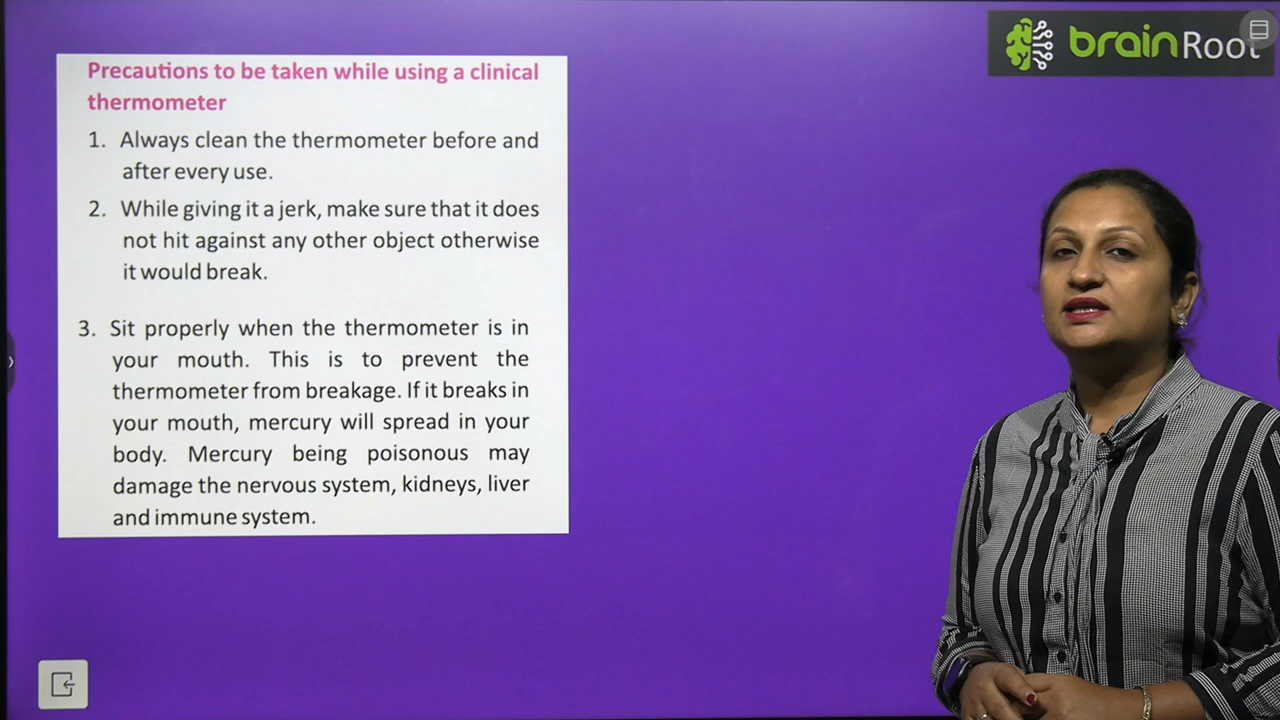 brainRoot
Precautions to be taken while using a clinical
thermometer
1. Always clean the thermometer before and
after every use.
2. While giving it a jerk, make sure that it does
not hit against any other object otherwise
it would break.
3. Sit properly when the thermometer is in
your mouth. This is to prevent the
thermometer from breakage. If it breaks in
your mouth, mercury will spread in your
body. Mercury being poisonous may
damage the nervous system, kidneys, liver
and immune system.